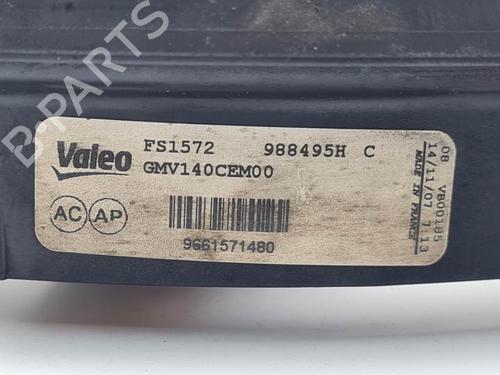 B-PARTS
Valeo
FS1572 988495H C
GMV140CEM00
AC AP
9661571480
08 VB00185
14/11/07 7:13
MADE IN FRANCE